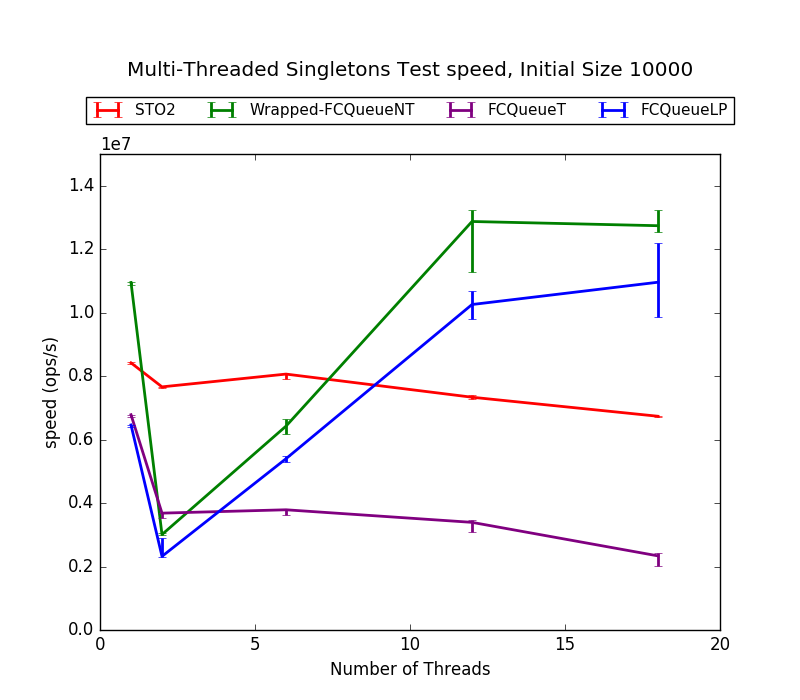 Multi-Threaded Singletons Test speed, Initial Size 10000
STO2 Wrapped-FCQueueNT FCQueueT FCQueueLP
1e7
1.4
1.2
1.0
0.8
0.6
0.4
0.2
0.0
speed (ops/s)
0 5 10 15 20
Number of Threads